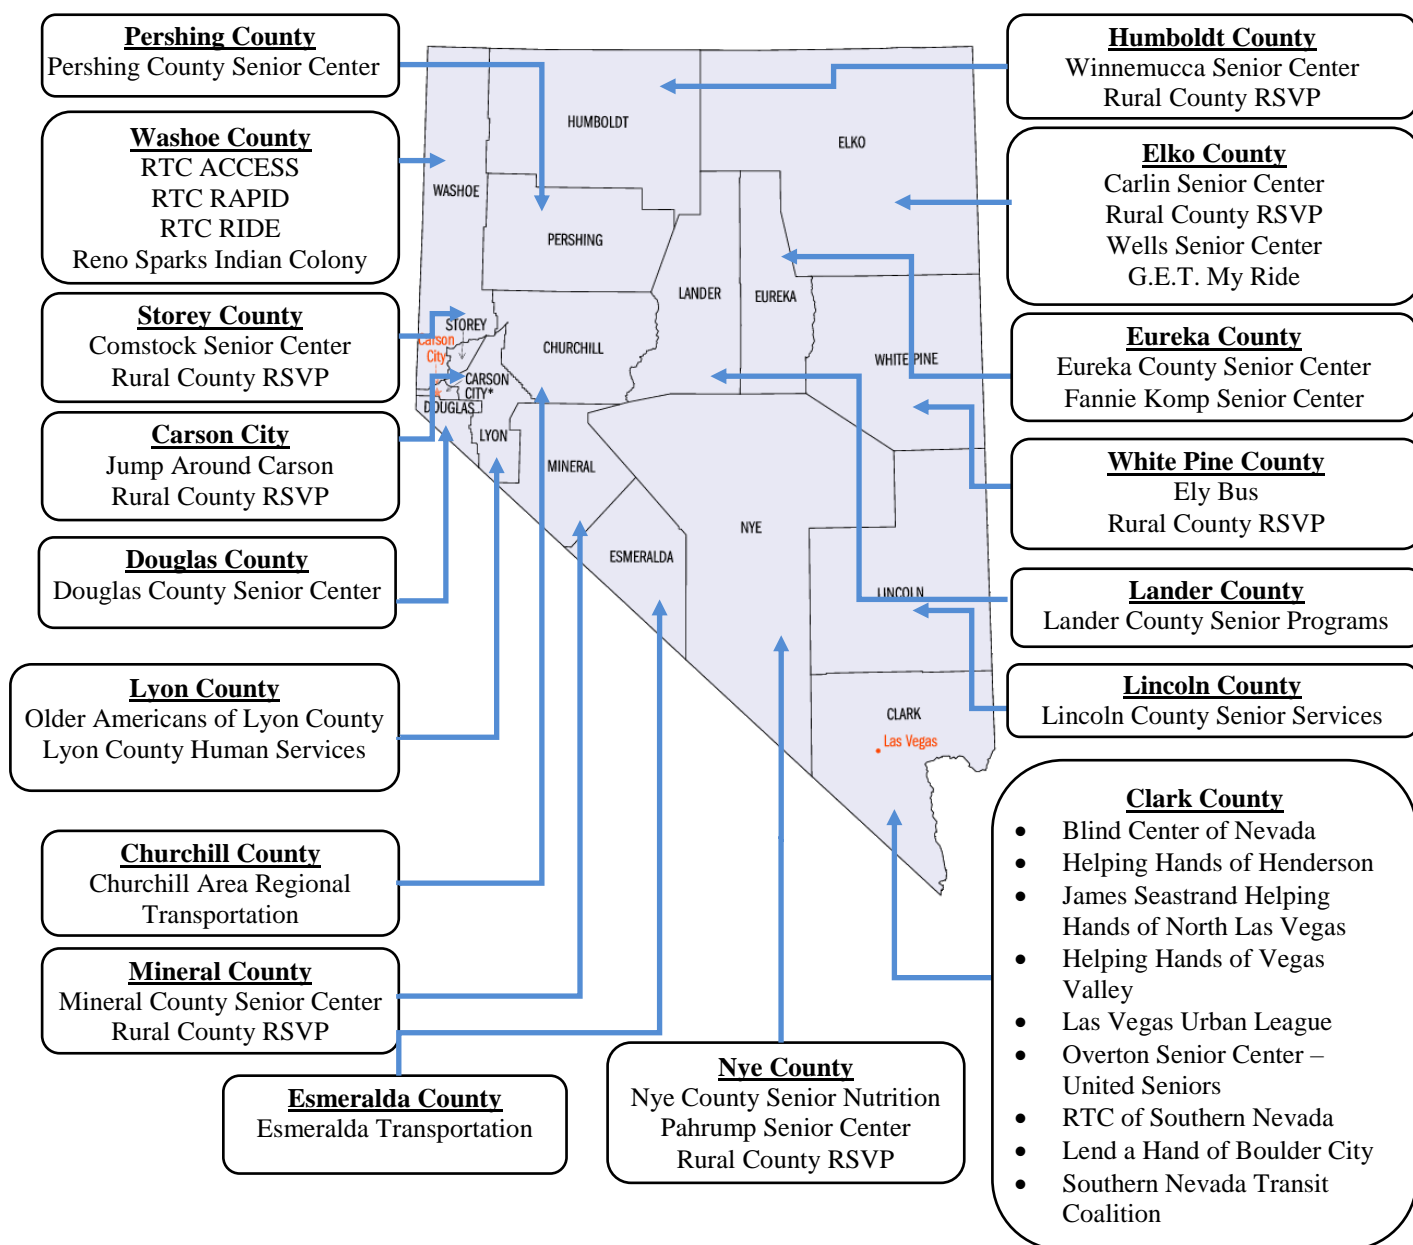 Pershing County
Pershing County Senior Center
Washoe County
RTC ACCESS
RTC RAPID
RTC RIDE
Reno Sparks Indian Colony
Storey County
Comstock Senior Center
Rural County RSVP
Carson City
Jump Around Carson
Rural County RSVP
Douglas County
Douglas County Senior Center
Lyon County
Older Americans of Lyon County
Lyon County Human Services
Churchill County
Churchill Area Regional
Transportation
Mineral County
Mineral County Senior Center
Rural County RSVP
Esmeralda County
Esmeralda Transportation
Nye County
Nye County Senior Nutrition
Pahrump Senior Center
Rural County RSVP
HUMBOLDT
ELKO
WASHOE
PERSHING
LANDER
EUREKA
STOREY
Carson
City
CHURCHILL
WHITE PINE
CARSON
CITY*
DOUGLAS
LYON
MINERAL
NYE
ESMERALDA
LINCOLN
CLARK
Las Vegas
Humboldt County
Winnemucca Senior Center
Rural County RSVP
Elko County
Carlin Senior Center
Rural County RSVP
Wells Senior Center
G.E.T. My Ride
Eureka County
Eureka County Senior Center
Fannie Komp Senior Center
White Pine County
Ely Bus
Rural County RSVP
Lander County
Lander County Senior Programs
Lincoln County
Lincoln County Senior Services
Clark County
• Blind Center of Nevada
• Helping Hands of Henderson
• James Seastrand Helping
Hands of North Las Vegas
• Helping Hands of Vegas
Valley
• Las Vegas Urban League
• Overton Senior Center –
United Seniors
• RTC of Southern Nevada
• Lend a Hand of Boulder City
• Southern Nevada Transit
Coalition